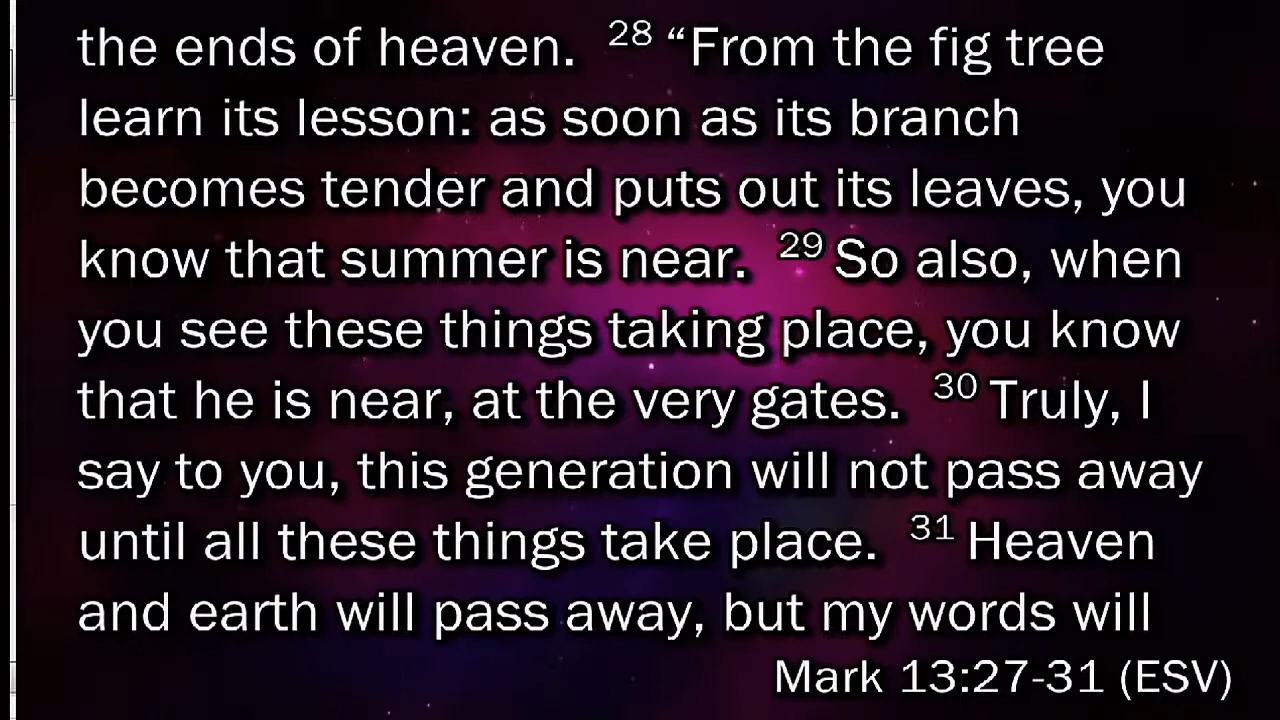 the ends of heaven. 28 “From the fig tree
learn its lesson: as soon as its branch
becomes tender and puts out its leaves, you
know that summer is near. 29 So also, when
you see these things taking place, you know
that he is near, at the very gates. 30 Truly, I
say to you, this generation will not pass away
until all these things take place. 31 Heaven
and earth will pass away, but my words will
Mark 13:27-31 (ESV)